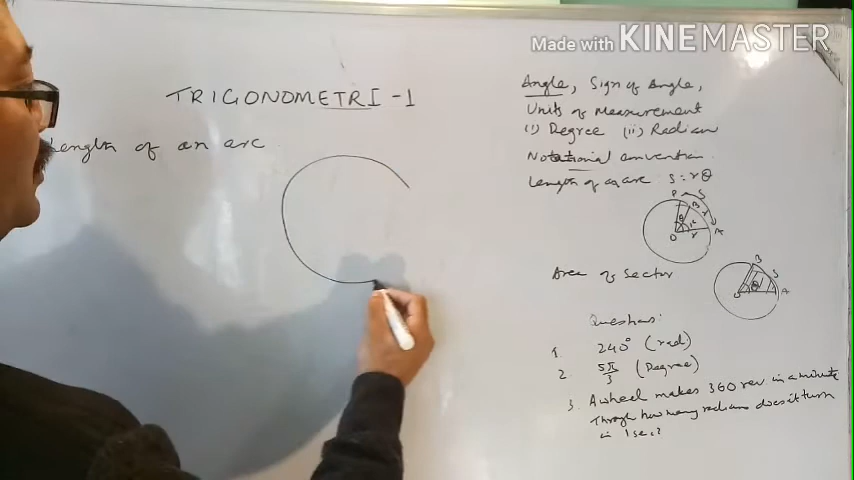 Made with KINEMASTER
TRIGONOMETRI -1
Length of an arc
Angle, Sign of Angle,
Units of Measurement
(i) Degree (ii) Radian
Notational convention
Length of an arc S = rθ
P S
B
θ
O r A
Area of Sector
B
S
θ
O A
Questions:
1. 240° (rad)
2 5π/3 (Degree)
3. A wheel makes 360 rev in a minute
Through how many radians does it turn
in 1 sec?